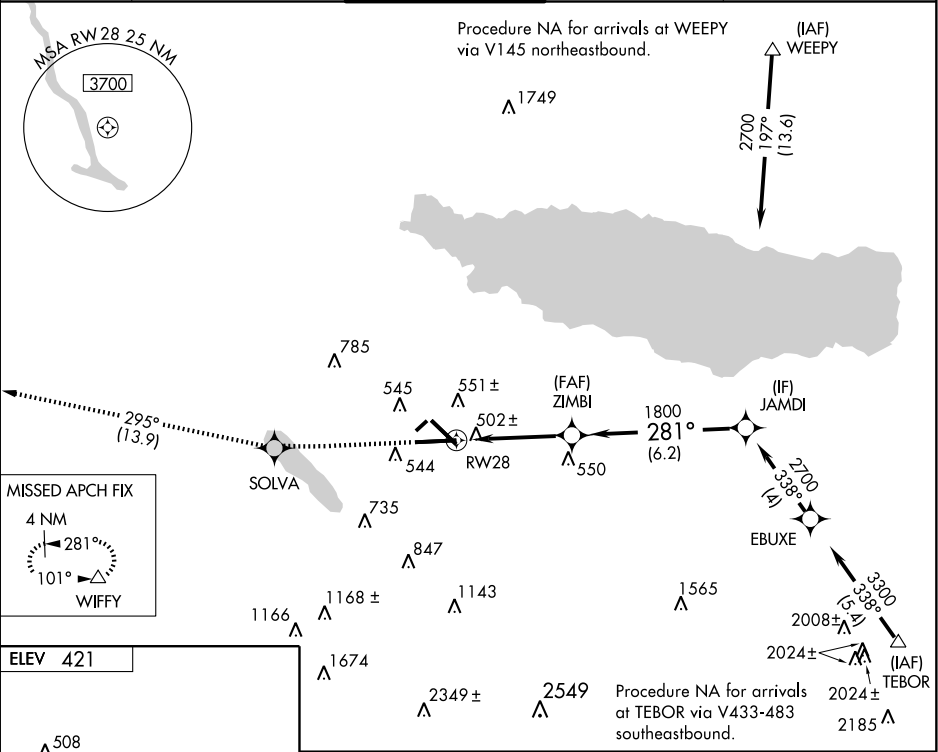 MSA RW28 25 NM
3700
Procedure NA for arrivals at WEEPY
via V145 northeastbound.
(IAF)
WEEPY
1749
2700
197°
(13.6)
785
545
551±
502±
(FAF)
ZIMBI
1800
281°
(6.2)
(IF)
JAMDI
295°
(13.9)
SOLVA
544
RW28
550
2700
338°
(4)
EBUXE
MISSED APCH FIX
4 NM
281°
101°
WIFFY
735
847
1168 ±
1166
1143
1565
3300
338°
(5.4)
2008±
2024±
(IAF)
TEBOR
ELEV 421
1674
2349 ±
2549
Procedure NA for arrivals
at TEBOR via V433-483
southeastbound.
2024±
2185
508